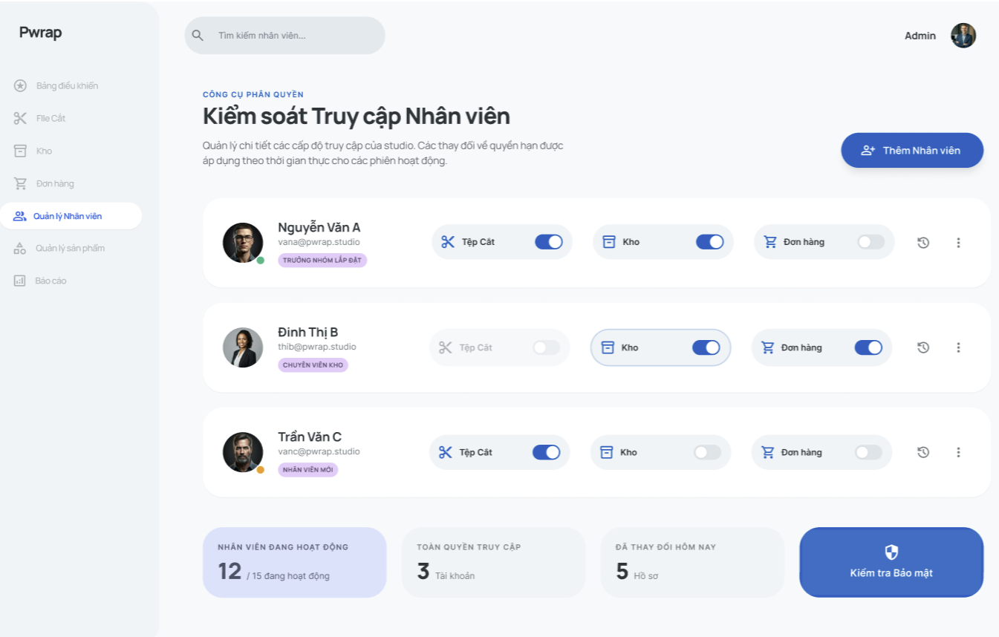 Pwrap
Tìm kiếm nhân viên...
Admin
Bảng điều khiển
FIle Cắt
Kho
Đơn hàng
Quản lý Nhân viên
Quản lý sản phẩm
Báo cáo
CÔNG CỤ PHÂN QUYỀN
Kiểm soát Truy cập Nhân viên
Quản lý chi tiết các cấp độ truy cập của studio. Các thay đổi về quyền hạn được
áp dụng theo thời gian thực cho các phiên hoạt động.
Thêm Nhân viên
Nguyễn Văn A
vana@pwrap.studio
TRƯỞNG NHÓM LẮP ĐẶT
Tệp Cắt
Kho
Đơn hàng
Đinh Thị B
thib@pwrap.studio
CHUYÊN VIÊN KHO
Tệp Cắt
Kho
Đơn hàng
Trần Văn C
vanc@pwrap.studio
NHÂN VIÊN MỚI
Tệp Cắt
Kho
Đơn hàng
NHÂN VIÊN ĐANG HOẠT ĐỘNG
12 / 15 đang hoạt động
TOÀN QUYỀN TRUY CẬP
3 Tài khoản
ĐÃ THAY ĐỔI HÔM NAY
5 Hồ sơ
Kiểm tra Bảo mật